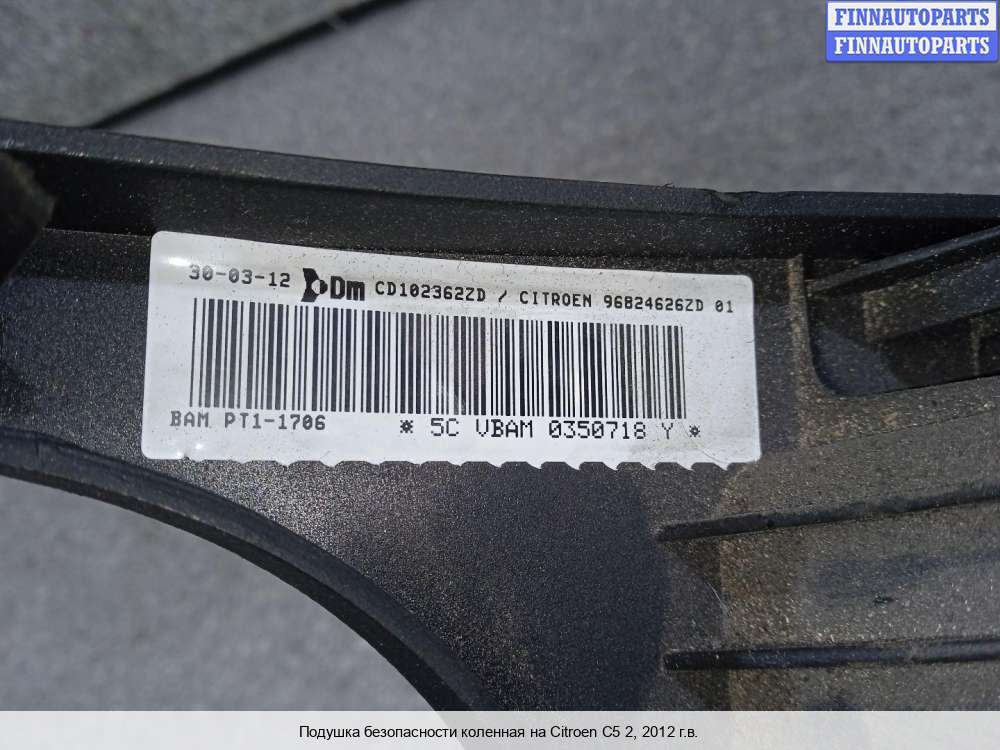 FINNAUTOPARTS
FINNAUTOPARTS
30-03-12 Dm CD102362ZD / CITROEN 96824626ZD 01
BAM PT1-1706 * 5C VBAM 0350718 Y *
Подушка безопасности коленная на Citroen C5 2, 2012 г.в.